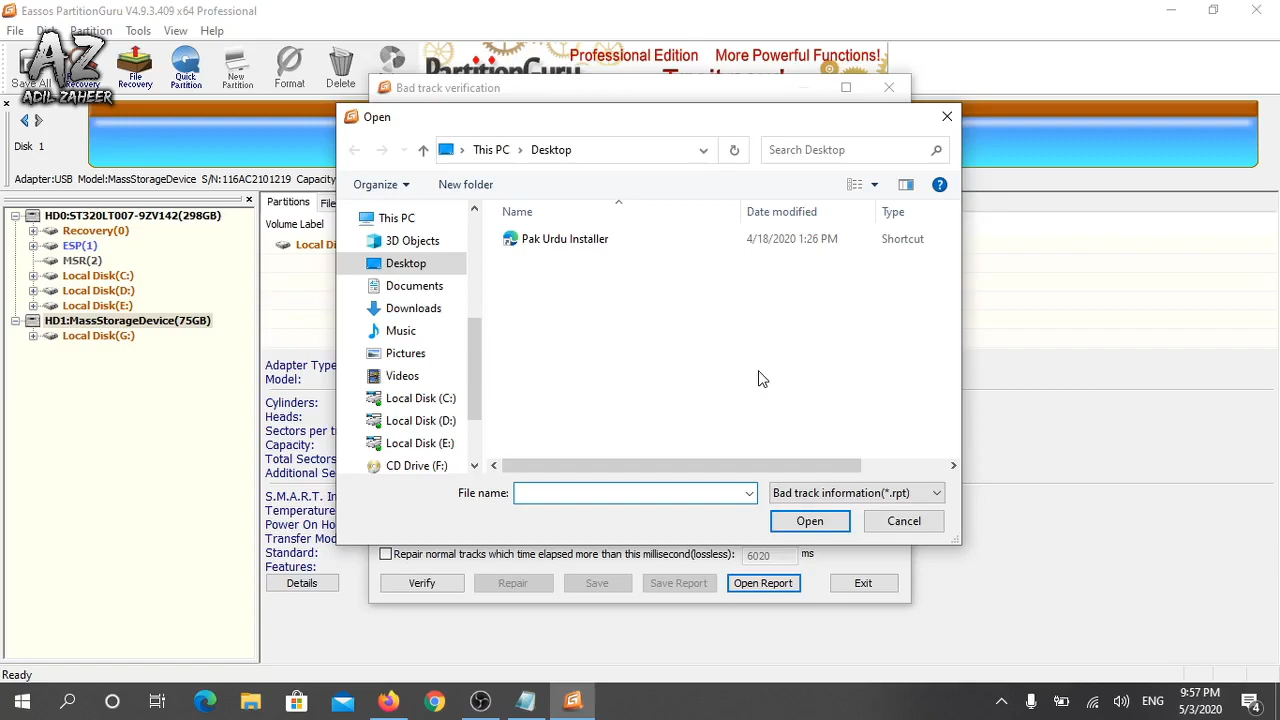 Eassos PartitionGuru V4.9.3.409 x64 Professional
File Disk Partition Tools View Help
Save All
Recovery
File Recovery
Quick Partition
New Partition
Format
Delete
PartitionGuru
Professional Edition More Powerful Functions!
AZ
ADIL-ZAHEER
Disk 1
Adapter:USB Model:MassStorageDevice S/N:116AC2101219 Capacity
HD0:ST320LT007-9ZV142(298GB)
Recovery(0)
ESP(1)
MSR(2)
Local Disk(C:)
Local Disk(D:)
Local Disk(E:)
HD1:MassStorageDevice(75GB)
Local Disk(G:)
Partitions File
Volume Label
Local Di
Adapter Type
Model:
Cylinders:
Heads:
Sectors per t
Capacity:
Total Sectors
Additional Se
S.M.A.R.T. I
Temperature
Power On Ho
Transfer Mod
Standard:
Features:
Details
Bad track verification
Open
This PC > Desktop
Search Desktop
Organize New folder
This PC
3D Objects
Desktop
Documents
Downloads
Music
Pictures
Videos
Local Disk (C:)
Local Disk (D:)
Local Disk (E:)
CD Drive (F:)
Name Date modified Type
Pak Urdu Installer 4/18/2020 1:26 PM Shortcut
File name: Bad track information(*.rpt)
Open Cancel
Repair normal tracks which time elapsed more than this millisecond(lossless): 6020 ms
Verify Repair Save Save Report Open Report Exit
Ready
ENG
9:57 PM
5/3/2020
4